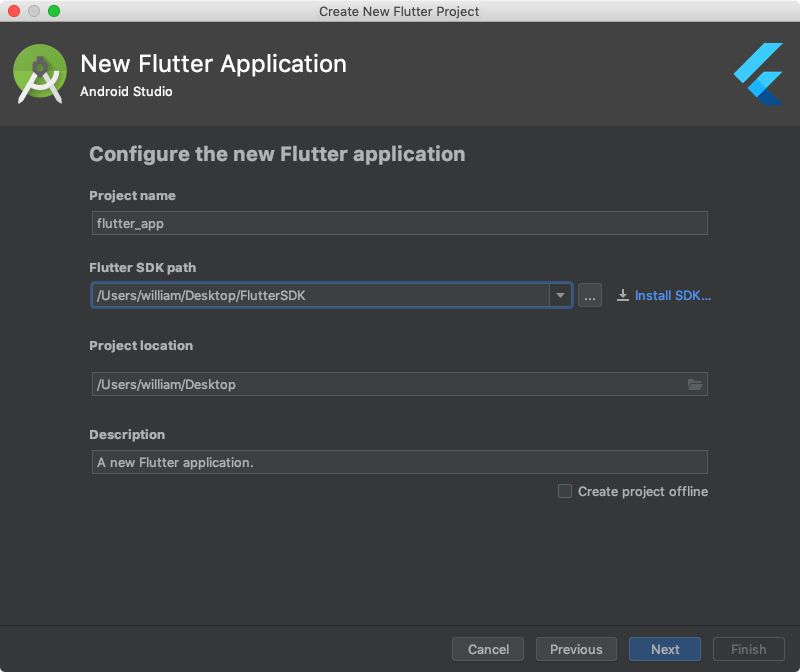 Create New Flutter Project
New Flutter Application
Android Studio
Configure the new Flutter application
Project name
flutter_app
Flutter SDK path
/Users/william/Desktop/FlutterSDK
...
Install SDK...
Project location
/Users/william/Desktop
Description
A new Flutter application.
Create project offline
Cancel
Previous
Next
Finish